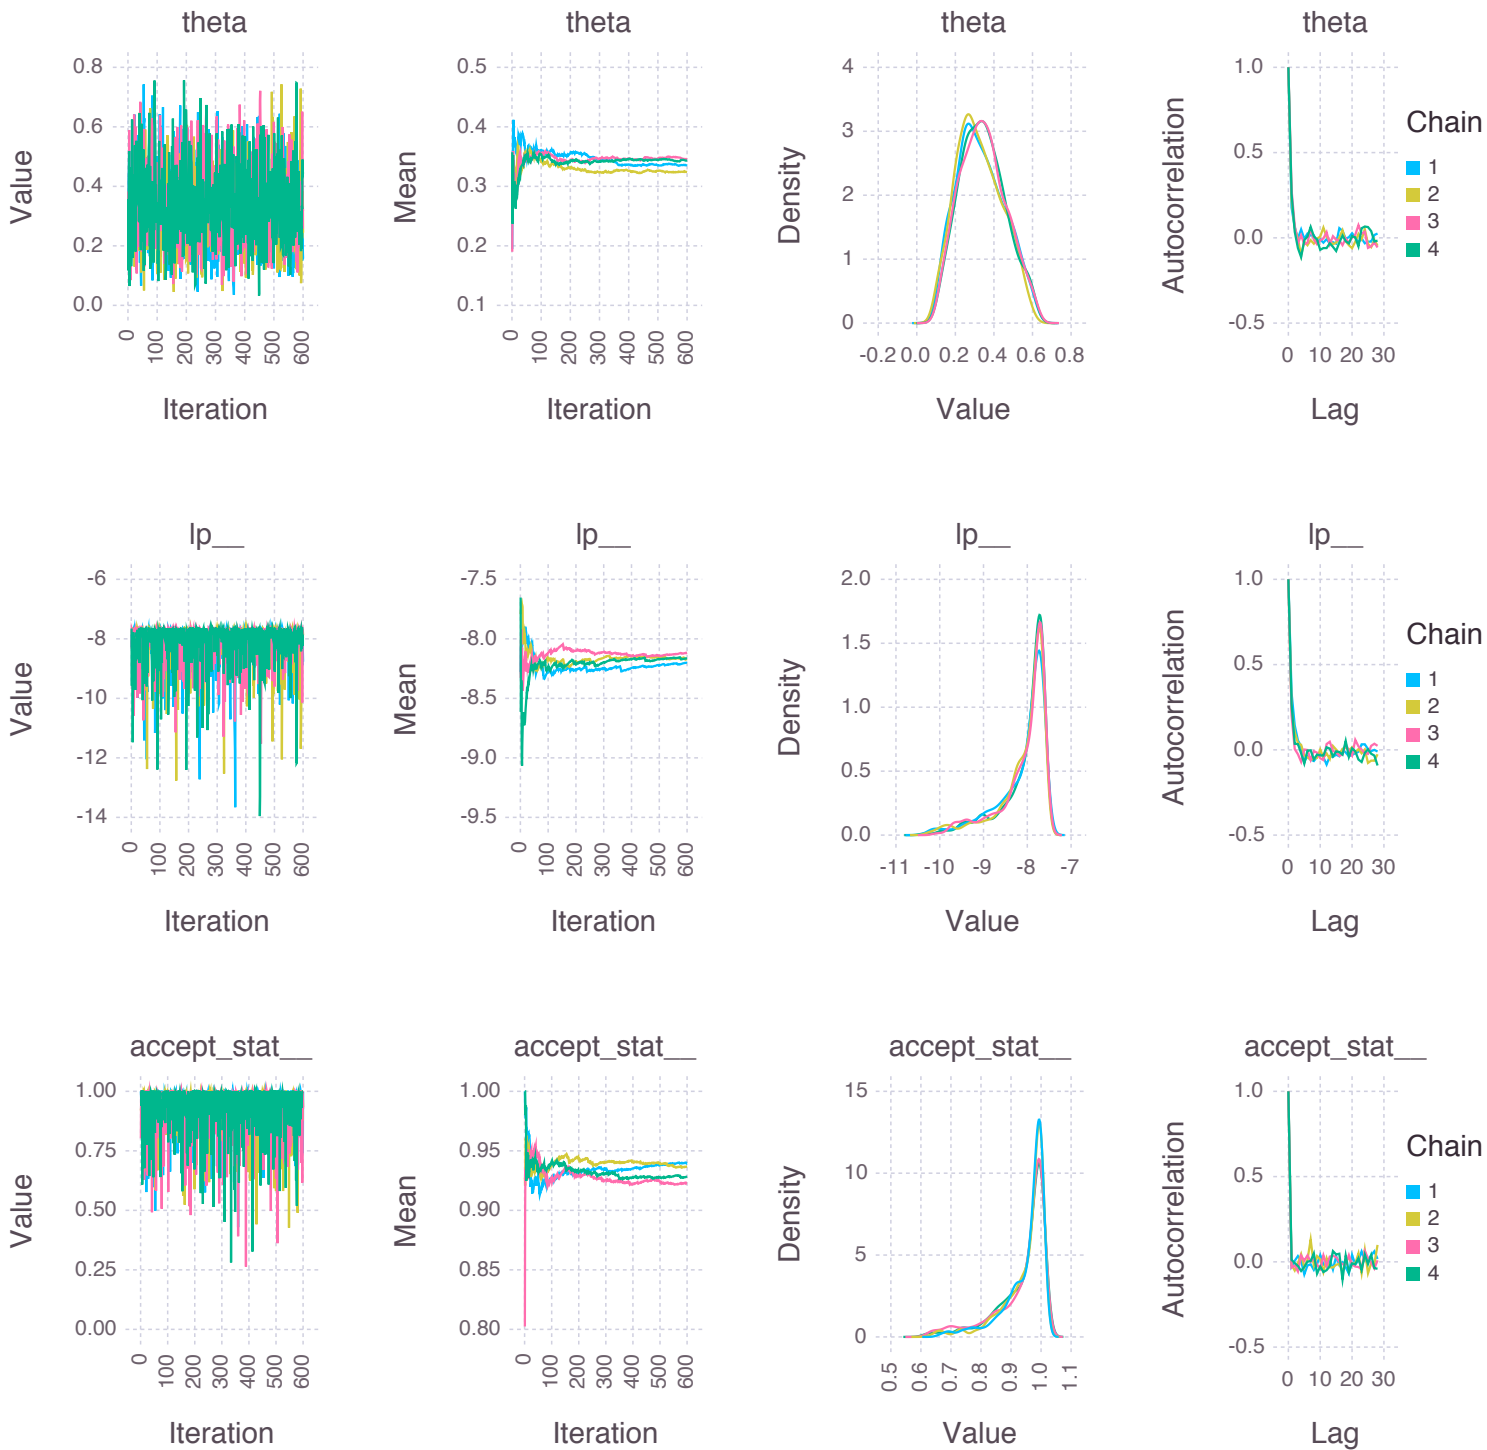 theta theta theta theta
0.8
0.6
0.4
0.2
0.0
Value
0 100 200 300 400 500 600
Iteration
0.5
0.4
0.3
0.2
0.1
Mean
0 100 200 300 400 500 600
Iteration
4
3
2
1
0
Density
-0.2 0.0 0.2 0.4 0.6 0.8
Value
1.0
0.5
0.0
-0.5
Autocorrelation
0 10 20 30
Lag
Chain
1
2
3
4
lp__ lp__ lp__ lp__
-6
-8
-10
-12
-14
Value
0 100 200 300 400 500 600
Iteration
-7.5
-8.0
-8.5
-9.0
-9.5
Mean
0 100 200 300 400 500 600
Iteration
2.0
1.5
1.0
0.5
0.0
Density
-11 -10 -9 -8 -7
Value
1.0
0.5
0.0
-0.5
Autocorrelation
0 10 20 30
Lag
Chain
1
2
3
4
accept_stat__ accept_stat__ accept_stat__ accept_stat__
1.00
0.75
0.50
0.25
0.00
Value
0 100 200 300 400 500 600
Iteration
1.00
0.95
0.90
0.85
0.80
Mean
0 100 200 300 400 500 600
Iteration
15
10
5
0
Density
0.5 0.6 0.7 0.8 0.9 1.0 1.1
Value
1.0
0.5
0.0
-0.5
Autocorrelation
0 10 20 30
Lag
Chain
1
2
3
4